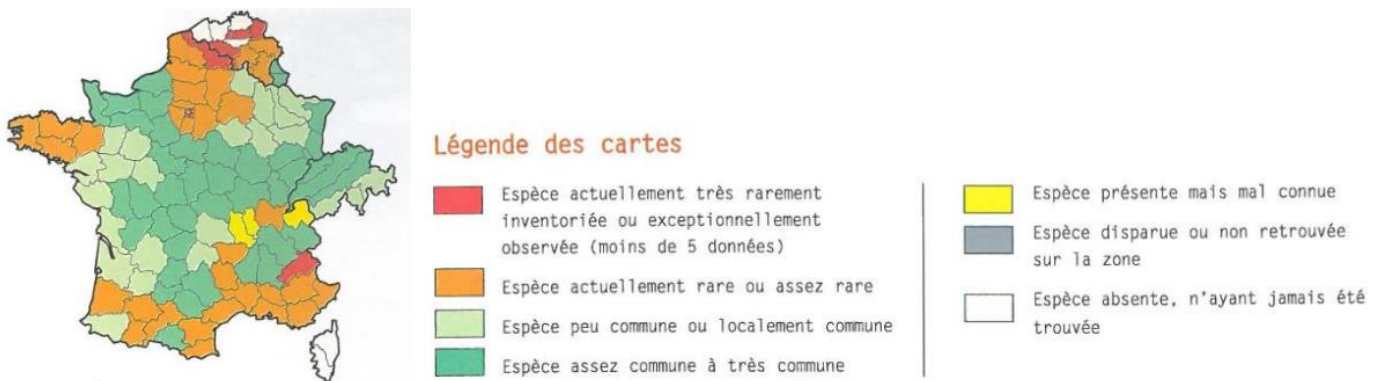 Légende des cartes
Espèce actuellement très rarement
inventoriée ou exceptionnellement
observée (moins de 5 données)
Espèce actuellement rare ou assez rare
Espèce peu commune ou localement commune
Espèce assez commune à très commune
Espèce présente mais mal connue
Espèce disparue ou non retrouvée
sur la zone
Espèce absente, n'ayant jamais été
trouvée